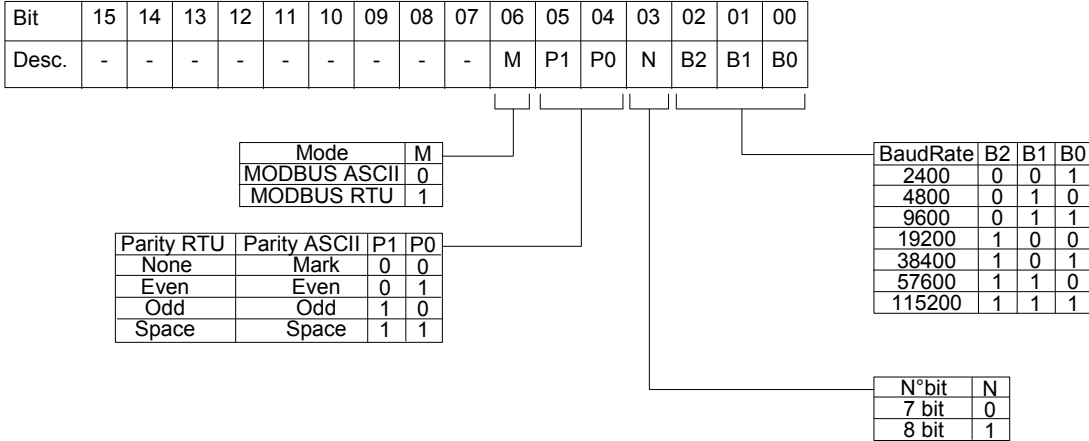 Bit 15 14 13 12 11 10 09 08 07 06 05 04 03 02 01 00
Desc. - - - - - - - - - M P1 P0 N B2 B1 B0
Mode M
MODBUS ASCII 0
MODBUS RTU 1
Parity RTU Parity ASCII P1 P0
None Mark 0 0
Even Even 0 1
Odd Odd 1 0
Space Space 1 1
BaudRate B2 B1 B0
2400 0 0 1
4800 0 1 0
9600 0 1 1
19200 1 0 0
38400 1 0 1
57600 1 1 0
115200 1 1 1
N°bit N
7 bit 0
8 bit 1